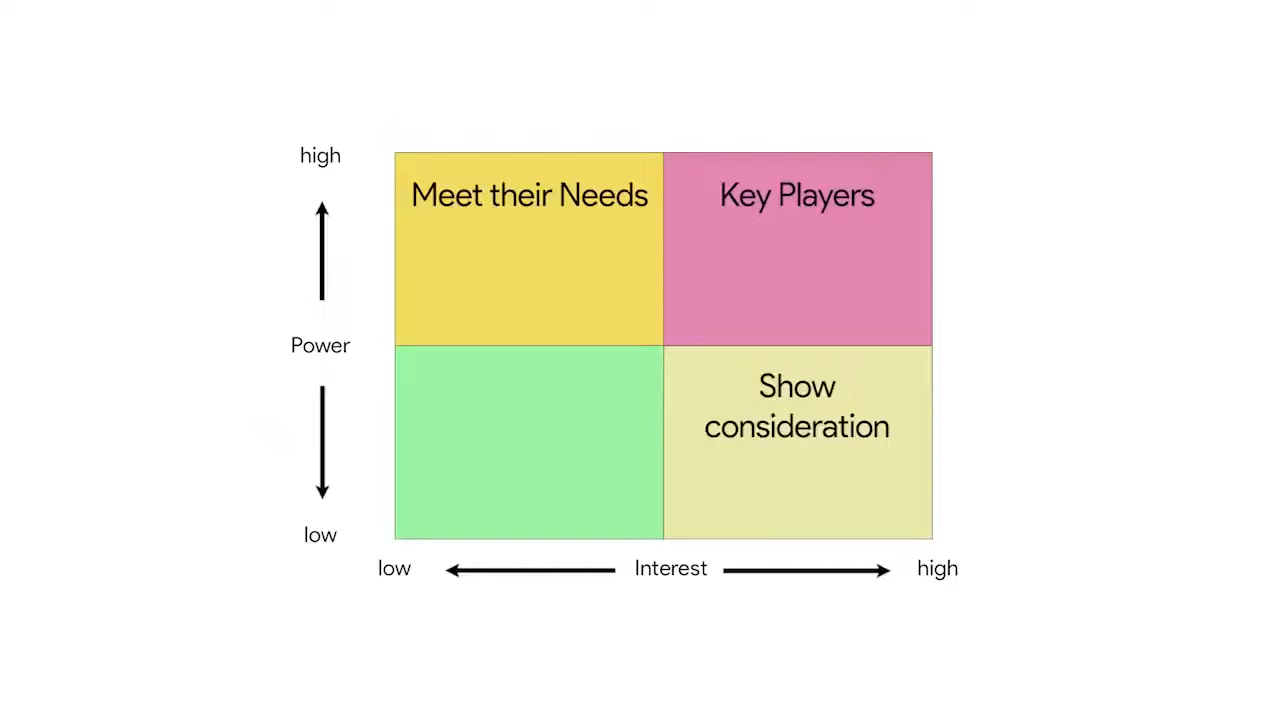 high
Meet their Needs
Key Players
Power
Show
consideration
low
low
Interest
high